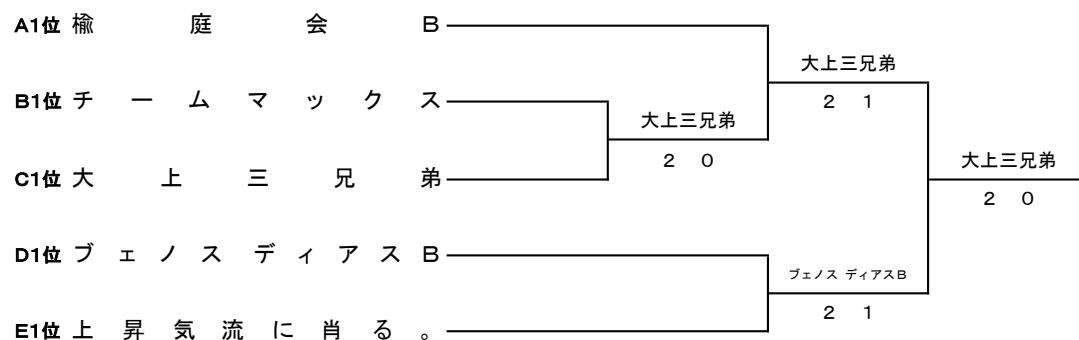 A1位 楡庭会B
大上三兄弟
2 1
B1位 チームマックス
大上三兄弟
2 0
C1位 大上三兄弟
大上三兄弟
2 0
D1位 ブェノスディアスB
ブェノス ディアスB
2 1
E1位 上昇気流に肖る。